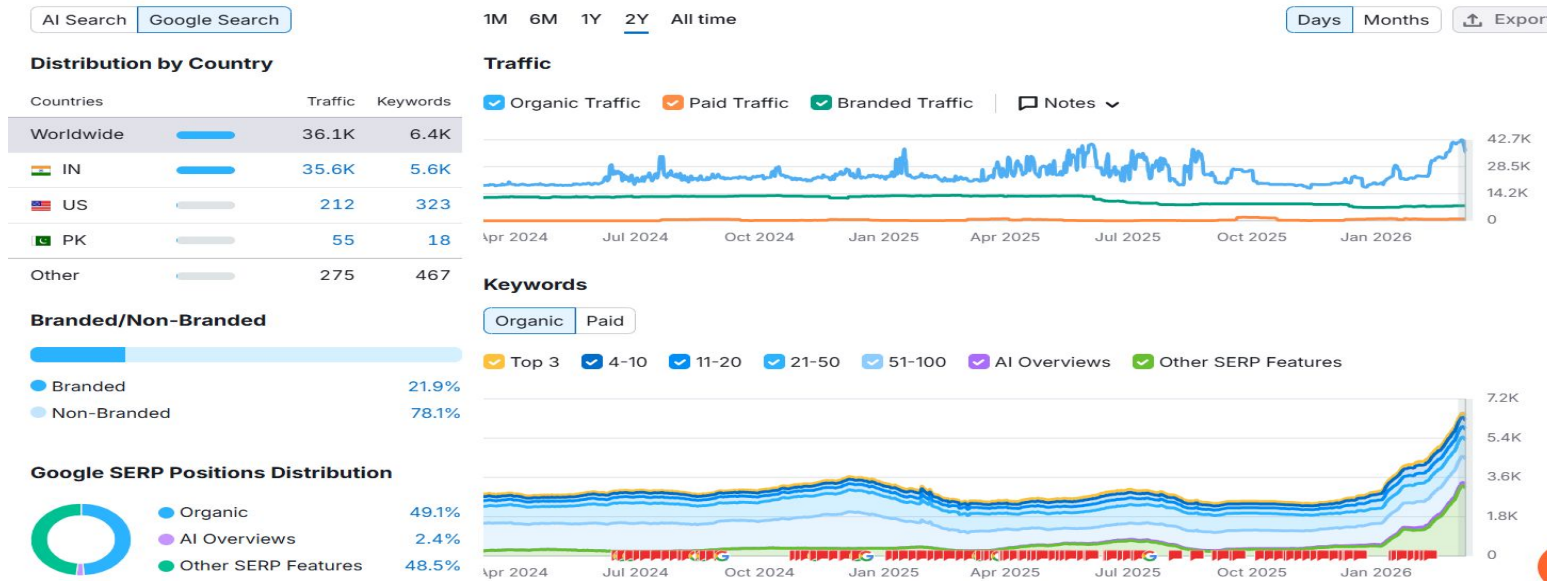 AI Search Google Search
Distribution by Country
Countries Traffic Keywords
Worldwide 36.1K 6.4K
IN 35.6K 5.6K
US 212 323
PK 55 18
Other 275 467
Branded/Non-Branded
Branded 21.9%
Non-Branded 78.1%
Google SERP Positions Distribution
Organic 49.1%
AI Overviews 2.4%
Other SERP Features 48.5%
1M 6M 1Y 2Y All time Days Months Expor
Traffic
Organic Traffic Paid Traffic Branded Traffic Notes
42.7K
28.5K
14.2K
0
Apr 2024 Jul 2024 Oct 2024 Jan 2025 Apr 2025 Jul 2025 Oct 2025 Jan 2026
Keywords
Organic Paid
Top 3 4-10 11-20 21-50 51-100 AI Overviews Other SERP Features
7.2K
5.4K
3.6K
1.8K
0
Apr 2024 Jul 2024 Oct 2024 Jan 2025 Apr 2025 Jul 2025 Oct 2025 Jan 2026